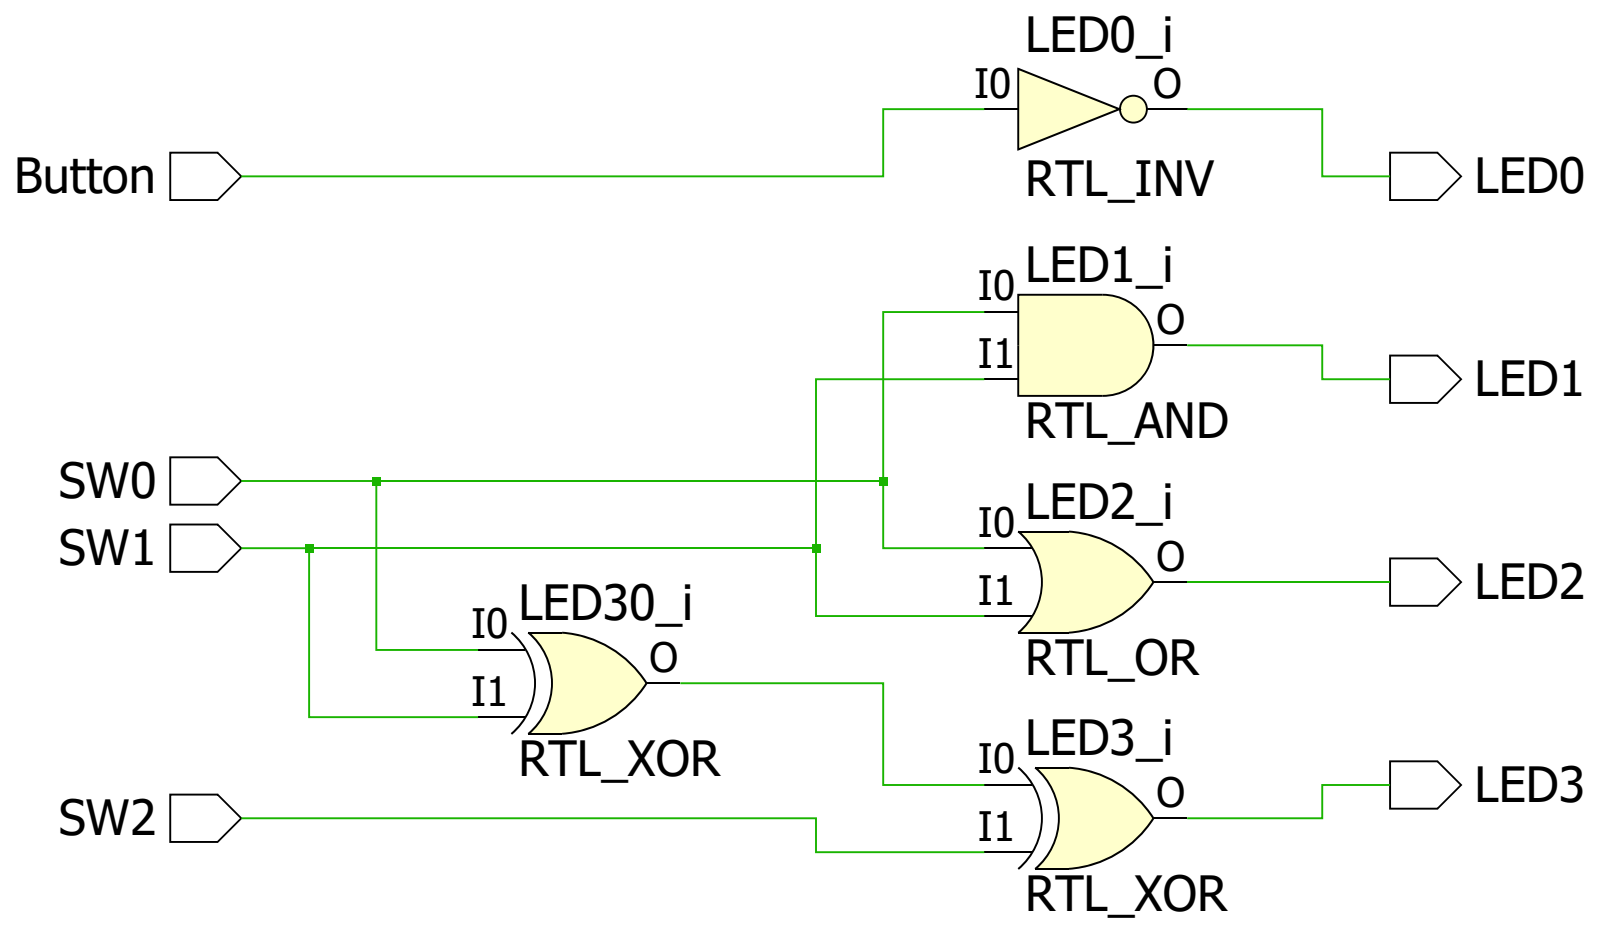 LED0_i
I0
O
Button
RTL_INV
LED0
LED1_i
I0
O
I1
LED1
RTL_AND
SW0
LED2_i
I0
SW1
O
I1
LED2
LED30_i
I0
O
RTL_OR
I1
LED3_i
RTL_XOR
I0
LED3
O
SW2
I1
RTL_XOR